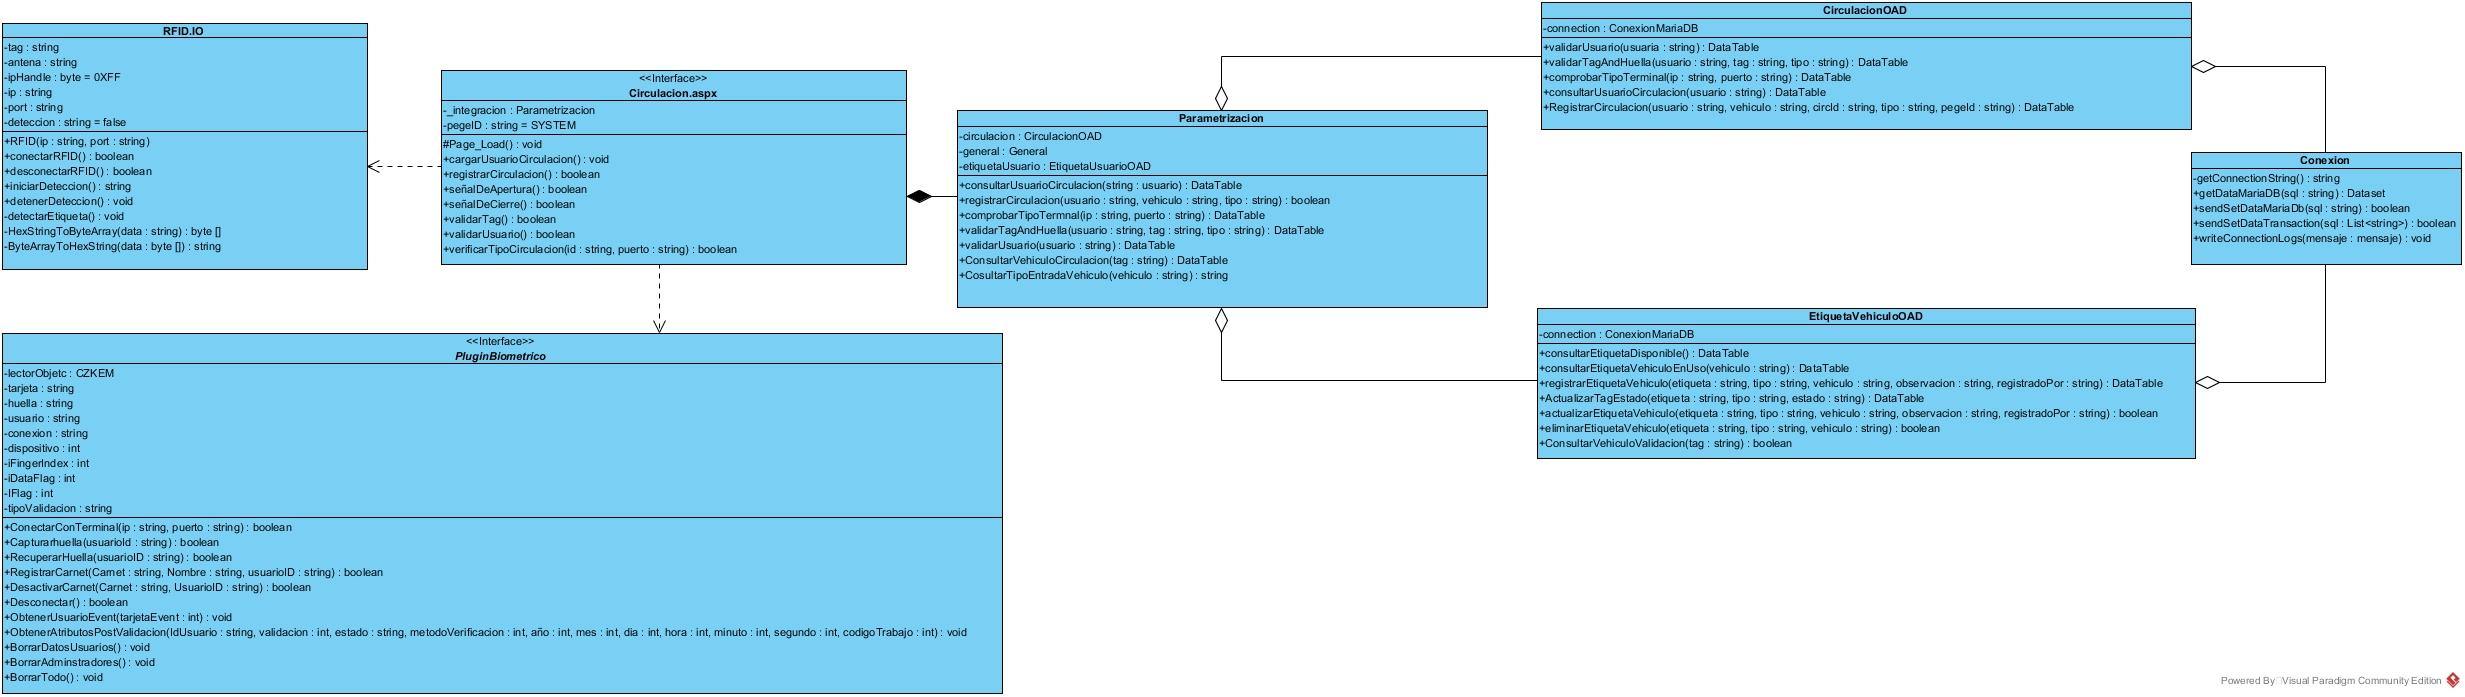 RFID.IO
-tag : string
-antena : string
-ipHandle : byte = 0XFF
-ip : string
-port : string
-deteccion : string = false
+RFID(ip : string, port : string)
+conectarRFID() : boolean
+desconectarRFID() : boolean
+iniciarDeteccion() : string
+detenerDeteccion() : void
-detectarEtiqueta() : void
-HexStringToByteArray(data : string) : byte []
-ByteArrayToHexString(data : byte []) : string
<<Interface>>
Circulacion.aspx
-_integracion : Parametrizacion
-pegeID : string = SYSTEM
#Page_Load() : void
+cargarUsuarioCirculacion() : void
+registrarCirculacion() : boolean
+señalDeApertura() : boolean
+señalDeCierre() : boolean
+validarTag() : boolean
+validarUsuario() : boolean
+verificarTipoCirculacion(id : string, puerto : string) : boolean
<<Interface>>
PluginBiometrico
-lectorObjetc : CZKEM
-tarjeta : string
-huella : string
-usuario : string
-conexion : string
-dispositivo : int
-iFingerIndex : int
-iDataFlag : int
-IFlag : int
-tipoValidacion : string
+ConectarConTerminal(ip : string, puerto : string) : boolean
+Capturarhuella(usuarioId : string) : boolean
+RecuperarHuella(usuarioID : string) : boolean
+RegistrarCarnet(Carnet : string, Nombre : string, usuarioID : string) : boolean
+DesactivarCarnet(Carnet : string, UsuarioID : string) : boolean
+Desconectar() : boolean
+ObtenerUsuarioEvent(tarjetaEvent : int) : void
+ObtenerAtributosPostValidacion(IdUsuario : string, validacion : int, estado : string, metodoVerificacion : int, año : int, mes : int, dia : int, hora : int, minuto : int, segundo : int, codigoTrabajo : int) : void
+BorrarDatosUsuarios() : void
+BorrarAdminstradores() : void
+BorrarTodo() : void
Parametrizacion
-circulacion : CirculacionOAD
-general : General
-etiquetaUsuario : EtiquetaUsuarioOAD
+consultarUsuarioCirculacion(string : usuario) : DataTable
+registrarCirculacion(usuario : string, vehiculo : string, tipo : string) : boolean
+comprobarTipoTermnal(ip : string, puerto : string) : DataTable
+validarTagAndHuella(usuario : string, tag : string, tipo : string) : DataTable
+validarUsuario(usuario : string) : DataTable
+ConsultarVehiculoCirculacion(tag : string) : DataTable
+CosultarTipoEntradaVehiculo(vehiculo : string) : string
CirculacionOAD
-connection : ConexionMariaDB
+validarUsuario(usuaria : string) : DataTable
+validarTagAndHuella(usuario : string, tag : string, tipo : string) : DataTable
+comprobarTipoTerminal(ip : string, puerto : string) : DataTable
+consultarUsuarioCirculacion(usuario : string) : DataTable
+RegistrarCirculacion(usuario : string, vehiculo : string, circId : string, tipo : string, pegeId : string) : DataTable
Conexion
-getConnectionString() : string
+getDataMariaDB(sql : string) : Dataset
+sendSetDataMariaDb(sql : string) : boolean
+sendSetDataTransaction(sql : List<string>) : boolean
+writeConnectionLogs(mensaje : mensaje) : void
EtiquetaVehiculoOAD
-connection : ConexionMariaDB
+consultarEtiquetaDisponible() : DataTable
+consultarEtiquetaVehiculoEnUso(vehiculo : string) : DataTable
+registrarEtiquetaVehiculo(etiqueta : string, tipo : string, vehiculo : string, observacion : string, registradoPor : string) : DataTable
+ActualizarTagEstado(etiqueta : string, tipo : string, estado : string) : DataTable
+actualizarEtiquetaVehiculo(etiqueta : string, tipo : string, vehiculo : string, observacion : string, registradoPor : string) : boolean
+eliminarEtiquetaVehiculo(etiqueta : string, tipo : string, vehiculo : string) : boolean
+ConsultarVehiculoValidacion(tag : string) : boolean
Powered By Visual Paradigm Community Edition